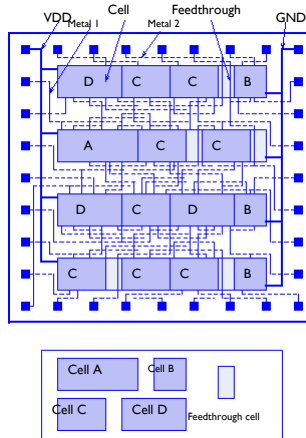 VDD Cell Feedthrough GND
Metal 1 Metal 2
D C C B
A C C
D C D B
C C C B
Cell A Cell B
Cell C Cell D
Feedthrough cell